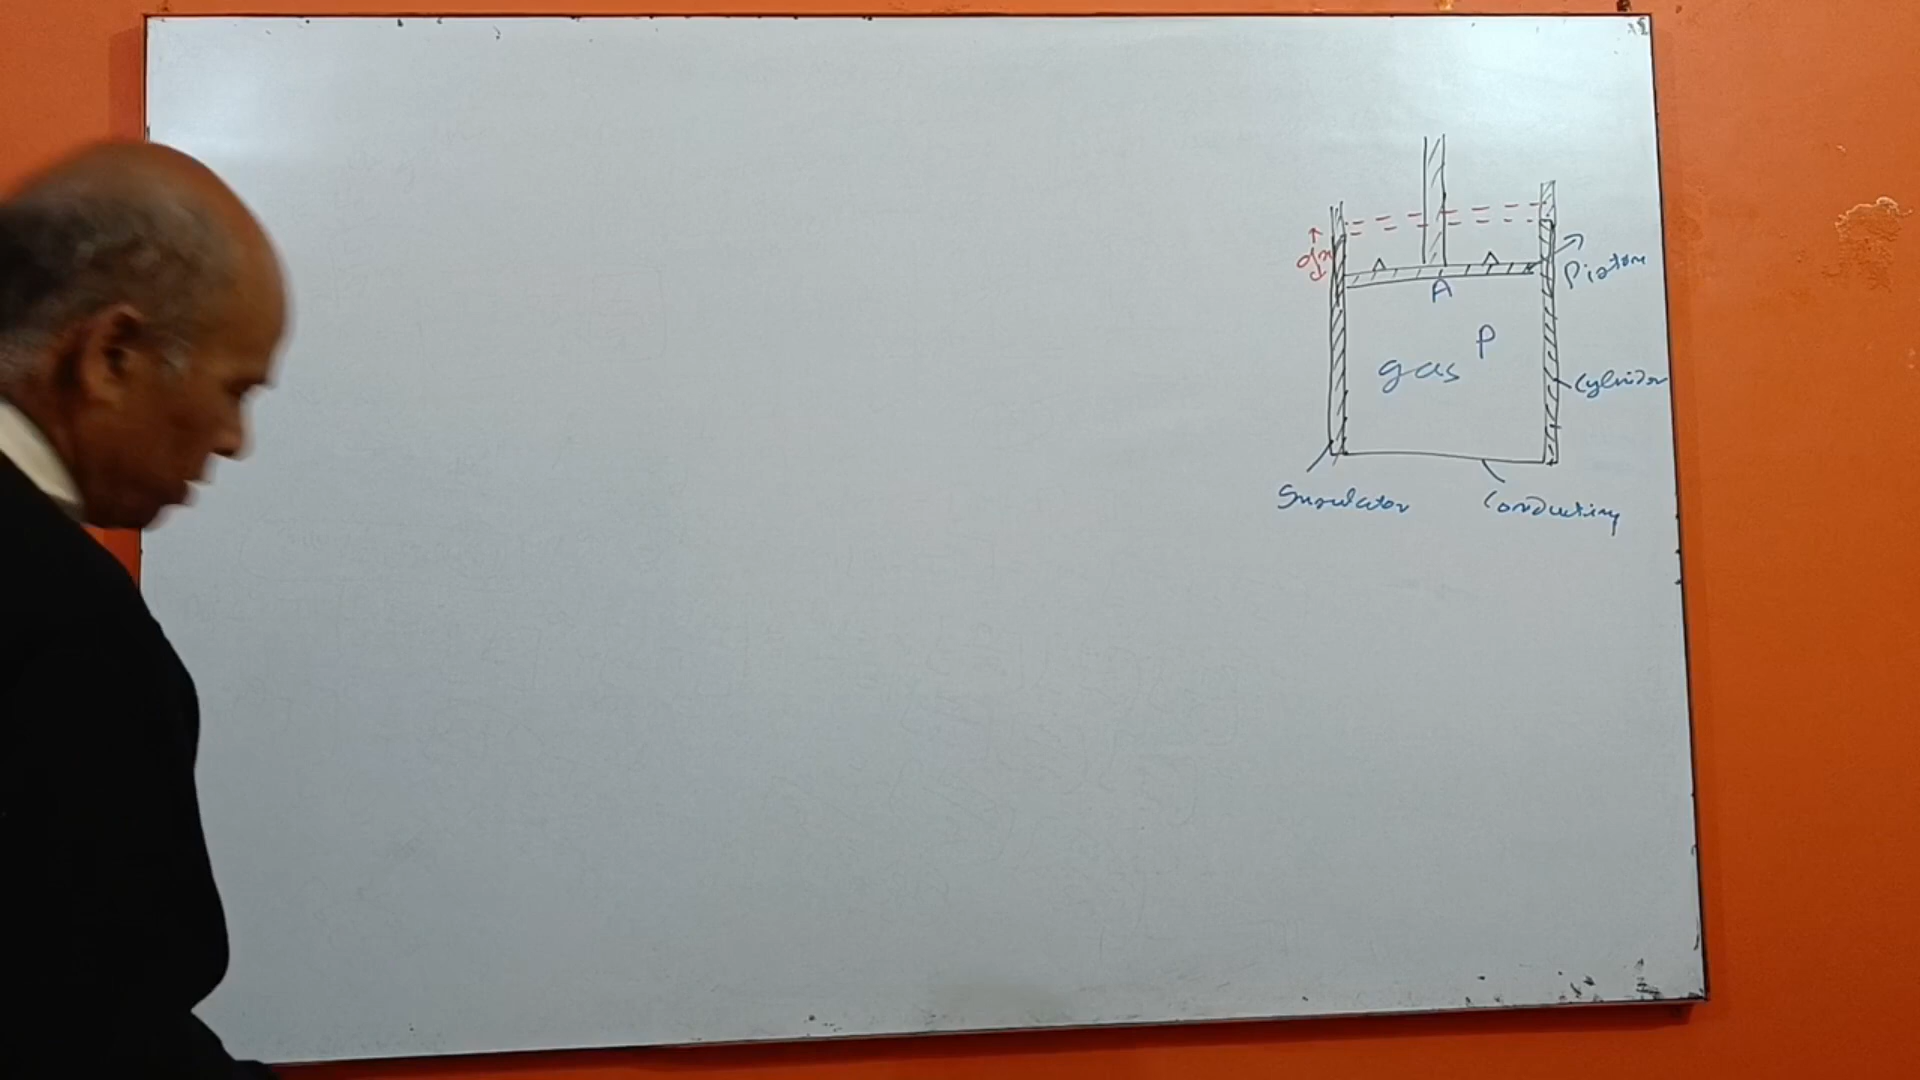 dx
Piston
A
P
gas
Cylinder
Insulator
Conducting